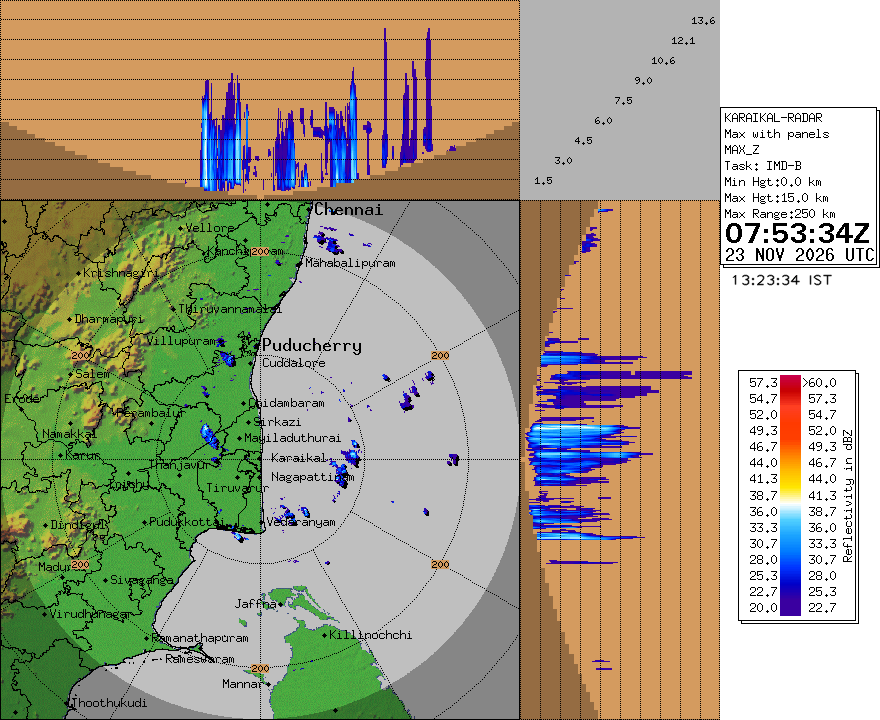 13.6
12.1
10.6
9.0
7.5
6.0
4.5
3.0
1.5
KARAIKAL-RADAR
Max with panels
MAX_Z
Task: IMD-B
Min Hgt:0.0 km
Max Hgt:15.0 km
Max Range:250 km
07:53:34Z
23 NOV 2026 UTC
13:23:34 IST
Chennai
Vellore
200
Mahabalipuram
Krishnagiri
Thiruvannamalai
Dharmapuri
Villupuram
Puducherry
200
200
Cuddalore
Salem
Erode
Chidambaram
Perambalur
Sirkazi
Namakkal
Mayiladuthurai
Karur
Karaikal
Thanjavur
Nagapattinam
Tiruvarur
Dindigul
Pudukkottai
Vedaranyam
200
200
Madurai
Sivaganga
Jaffna
Virudhunagar
Ramanathapuram
Killinochchi
Rameswaram
200
Mannar
Thoothukudi
57.3 >60.0
54.7 57.3
52.0 54.7
49.3 52.0
46.7 49.3
44.0 46.7
41.3 44.0
38.7 41.3
36.0 38.7
33.3 36.0
30.7 33.3
28.0 30.7
25.3 28.0
22.7 25.3
20.0 22.7
Reflectivity in dBZ